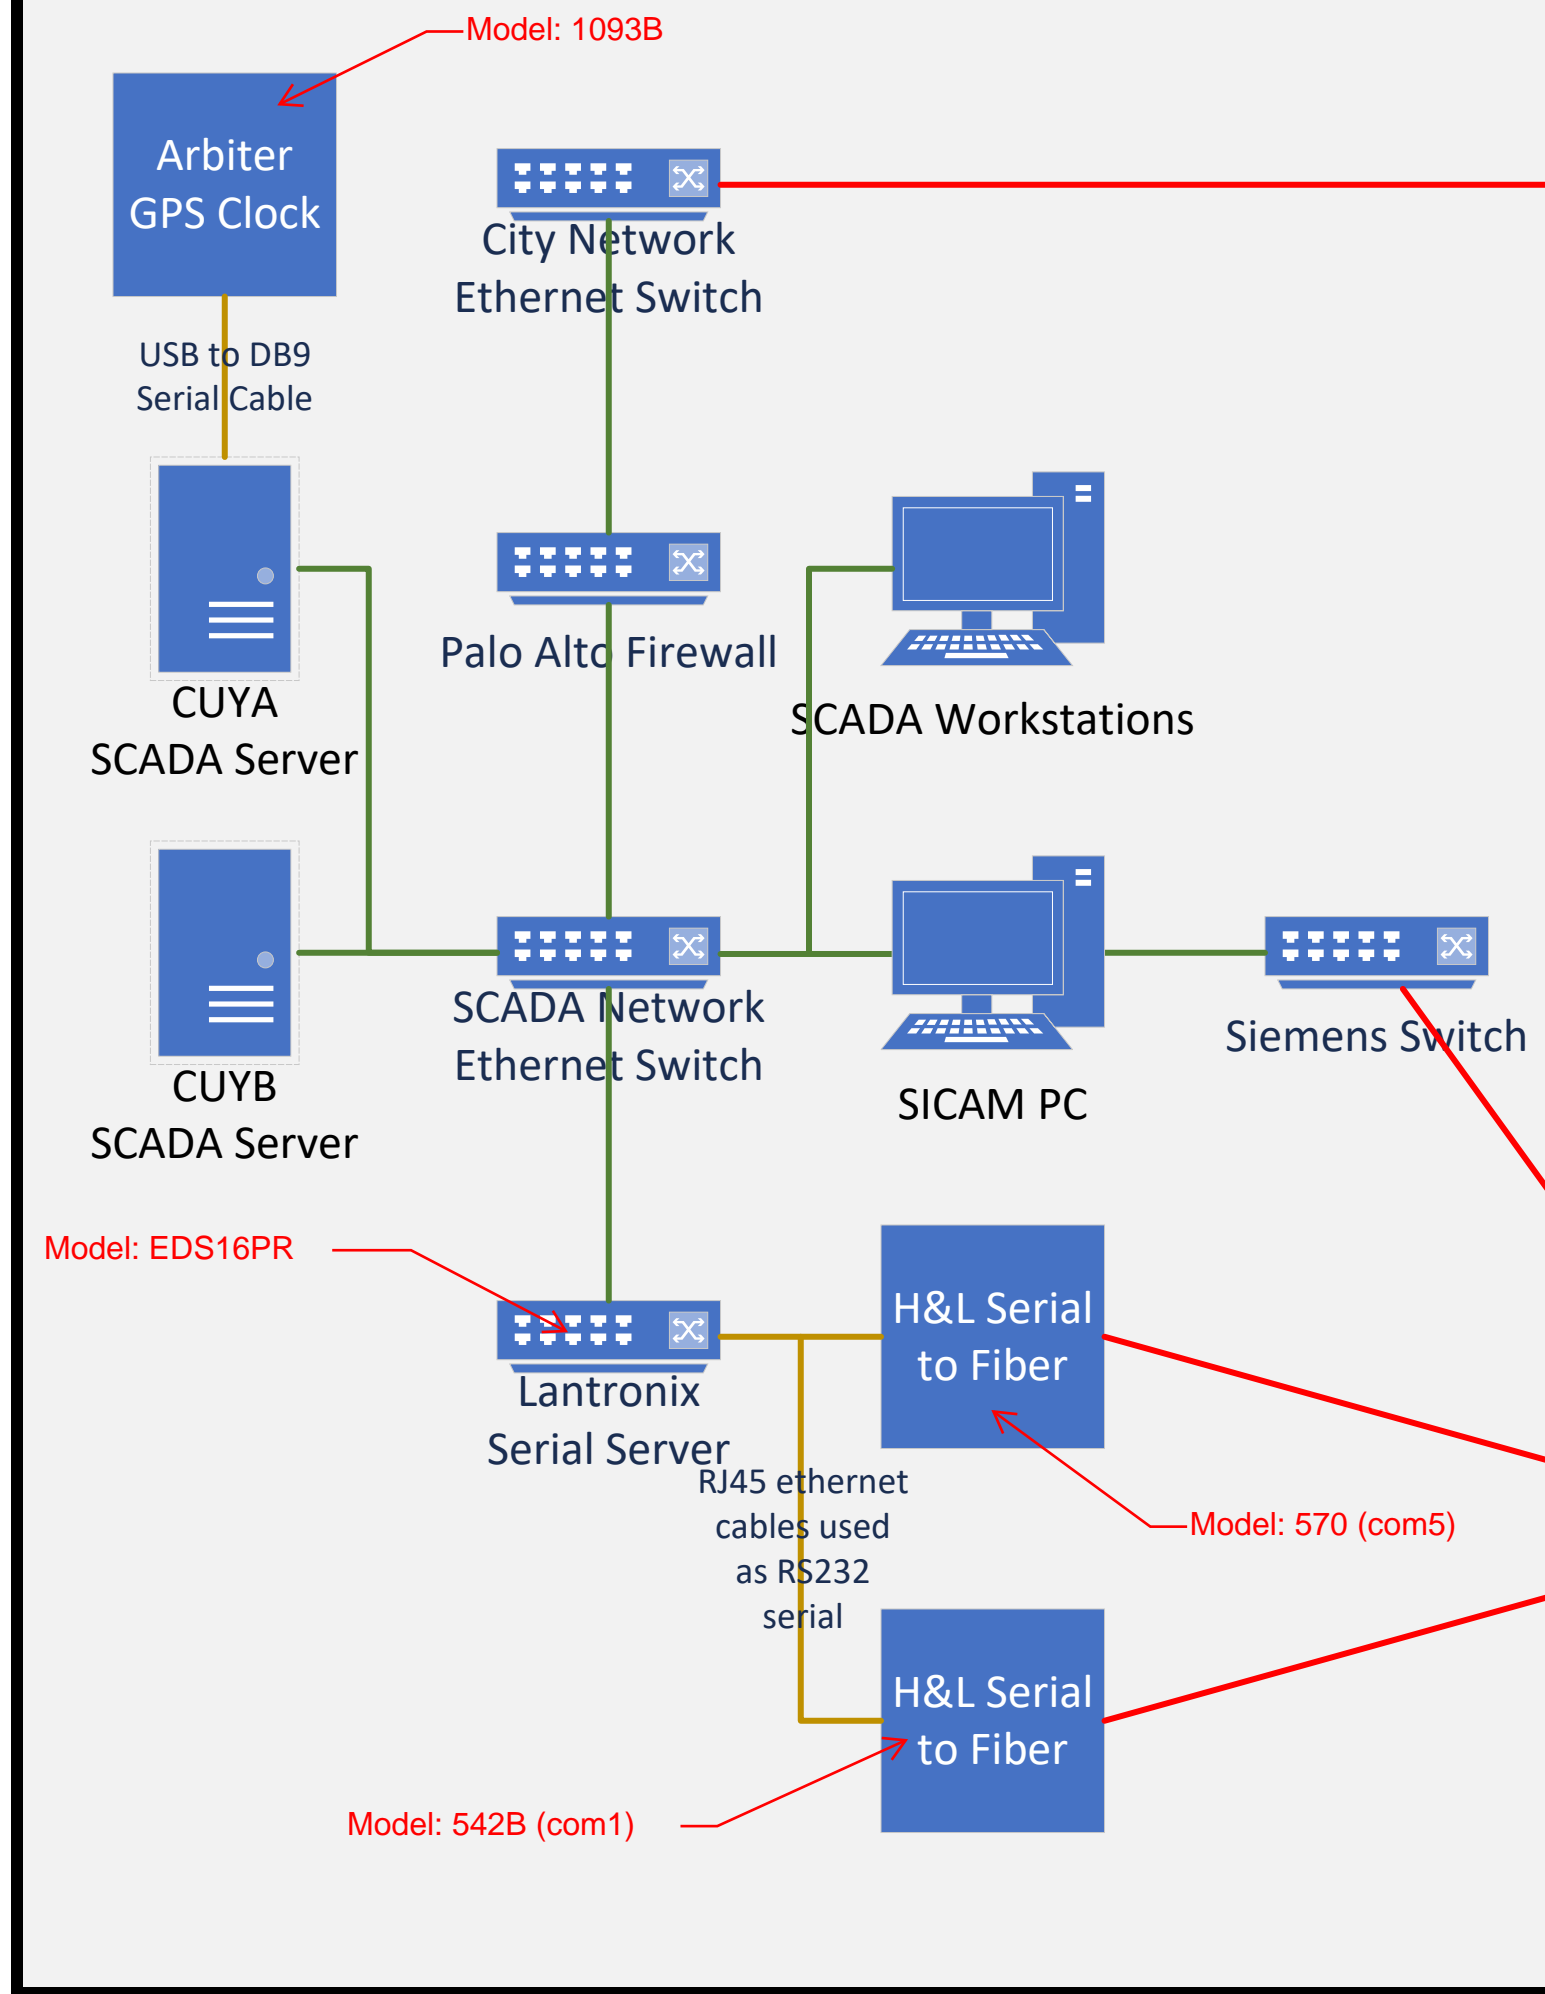 Model: 1093B
Arbiter
GPS Clock
City Network
Ethernet Switch
USB to DB9
Serial Cable
Palo Alto Firewall
CUYA
SCADA Server
SCADA Workstations
SCADA Network
Ethernet Switch
Siemens Switch
CUYB
SCADA Server
SICAM PC
Model: EDS16PR
H&L Serial
to Fiber
Lantronix
Serial Server
RJ45 ethernet
cables used
as RS232
serial
Model: 570 (com5)
H&L Serial
to Fiber
Model: 542B (com1)